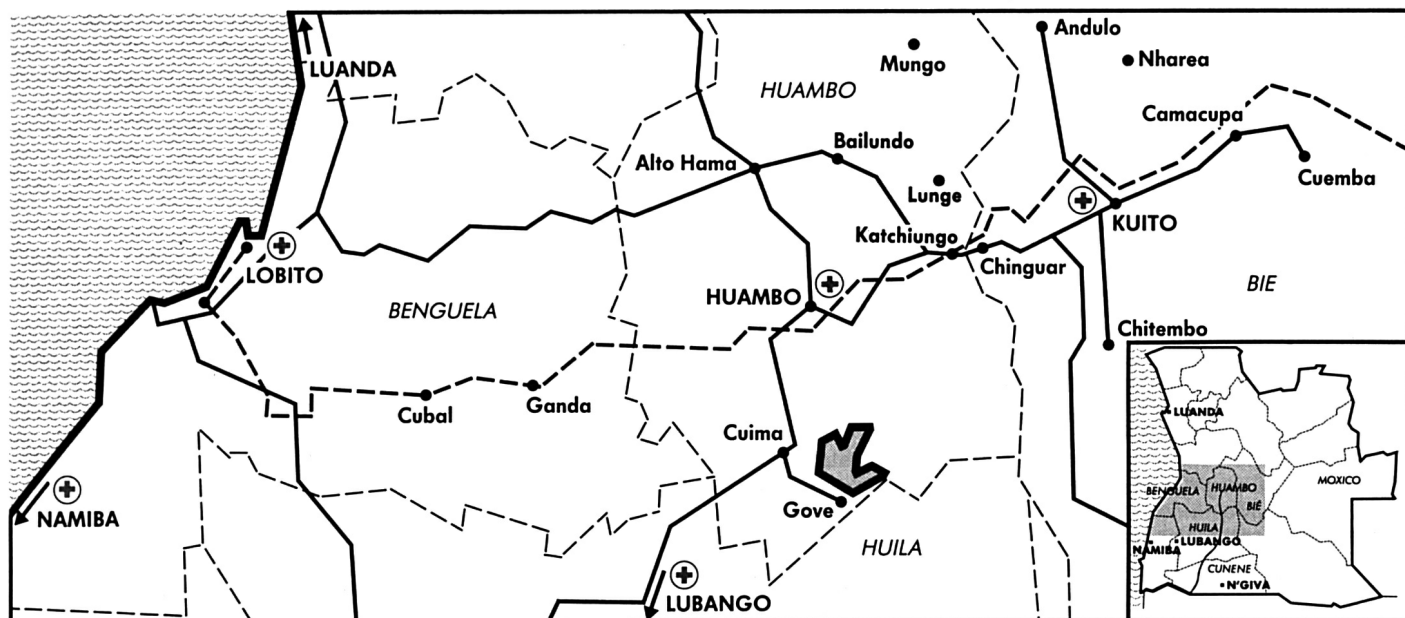 Andulo
LUANDA
Mungo
Nharea
HUAMBO
Camacupa
Bailundo
Alto Hama
Cuemba
Lunge
KUITO
Katchiungo
LOBITO
Chinguar
BIE
HUAMBO
BENGUELA
Chitembo
Cubal
Ganda
LUANDA
Cuima
MOXICO
BENGUELA
HUAMBO
BIÉ
Gove
NAMIBA
HUILA
HUILA
LUBANGO
NAMIBA
CUNENE
N'GIVA
LUBANGO